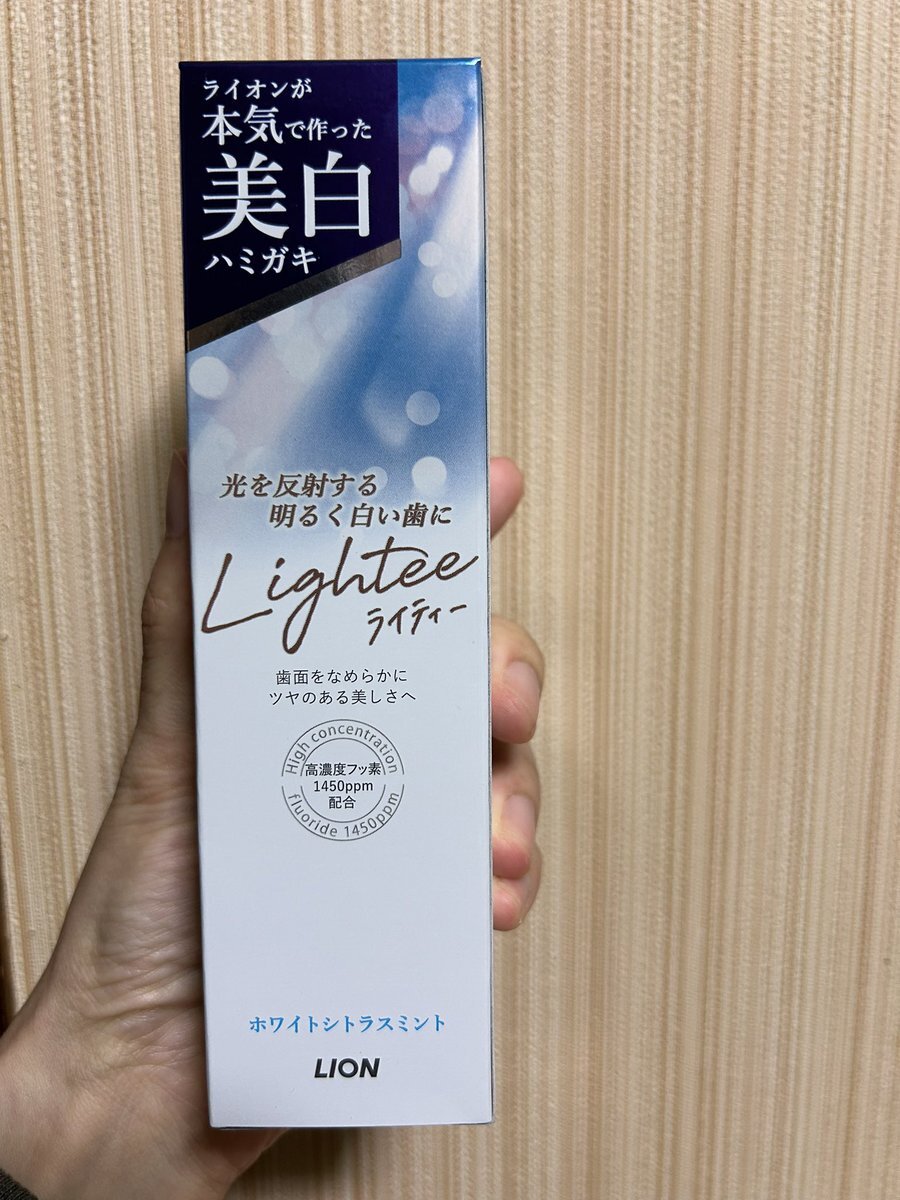 ライオンが
本気で作った
美白
ハミガキ
光を反射する
明るく白い歯に
Lightee
ライティー
歯面をなめらかに
ツヤのある美しさへ
High concentration
高濃度フッ素
1450ppm
配合
fluoride 1450ppm
ホワイトシトラスミント
LION